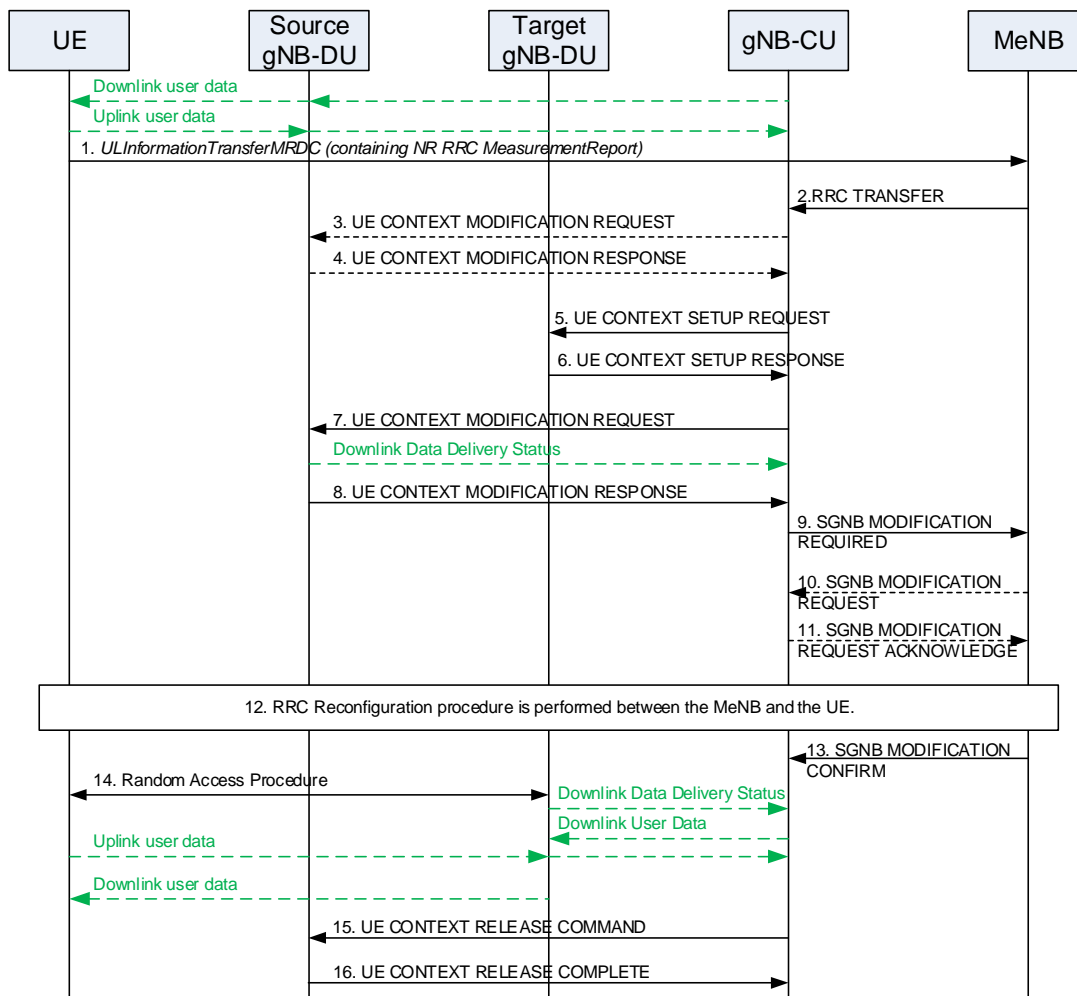 UE
Source
gNB-DU
Target
gNB-DU
gNB-CU
MeNB
Downlink user data
Uplink user data
1. ULInformationTransferMRDC (containing NR RRC MeasurementReport)
2.RRC TRANSFER
3. UE CONTEXT MODIFICATION REQUEST
4. UE CONTEXT MODIFICATION RESPONSE
5. UE CONTEXT SETUP REQUEST
6. UE CONTEXT SETUP RESPONSE
7. UE CONTEXT MODIFICATION REQUEST
Downlink Data Delivery Status
8. UE CONTEXT MODIFICATION RESPONSE
9. SGNB MODIFICATION
REQUIRED
10. SGNB MODIFICATION
REQUEST
11. SGNB MODIFICATION
REQUEST ACKNOWLEDGE
12. RRC Reconfiguration procedure is performed between the MeNB and the UE.
13. SGNB MODIFICATION
CONFIRM
14. Random Access Procedure
Downlink Data Delivery Status
Downlink User Data
Uplink user data
Downlink user data
15. UE CONTEXT RELEASE COMMAND
16. UE CONTEXT RELEASE COMPLETE